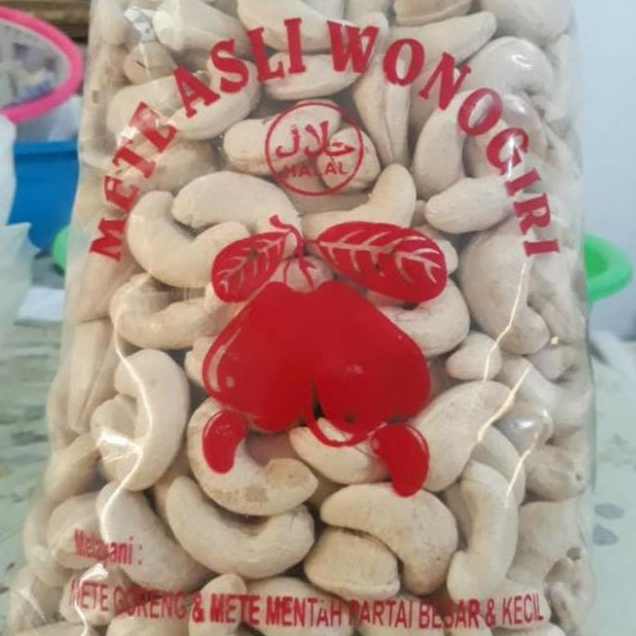 METE ASLI WONOGIRI
حلال
HALAL
Melayani :
METE GORENG & METE MENTAH PARTAI BESAR & KECIL